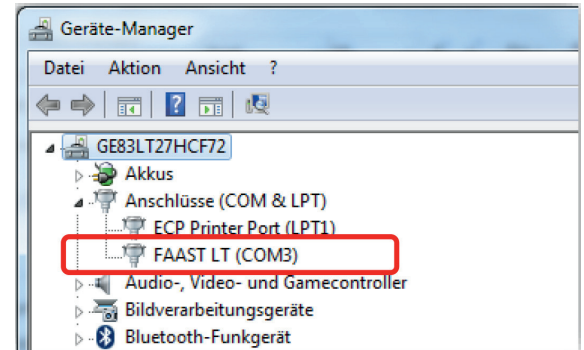 Geräte-Manager
Datei Aktion Ansicht ?
GE83LT27HCF72
Akkus
Anschlüsse (COM & LPT)
ECP Printer Port (LPT1)
FAAST LT (COM3)
Audio-, Video- und Gamecontroller
Bildverarbeitungsgeräte
Bluetooth-Funkgerät